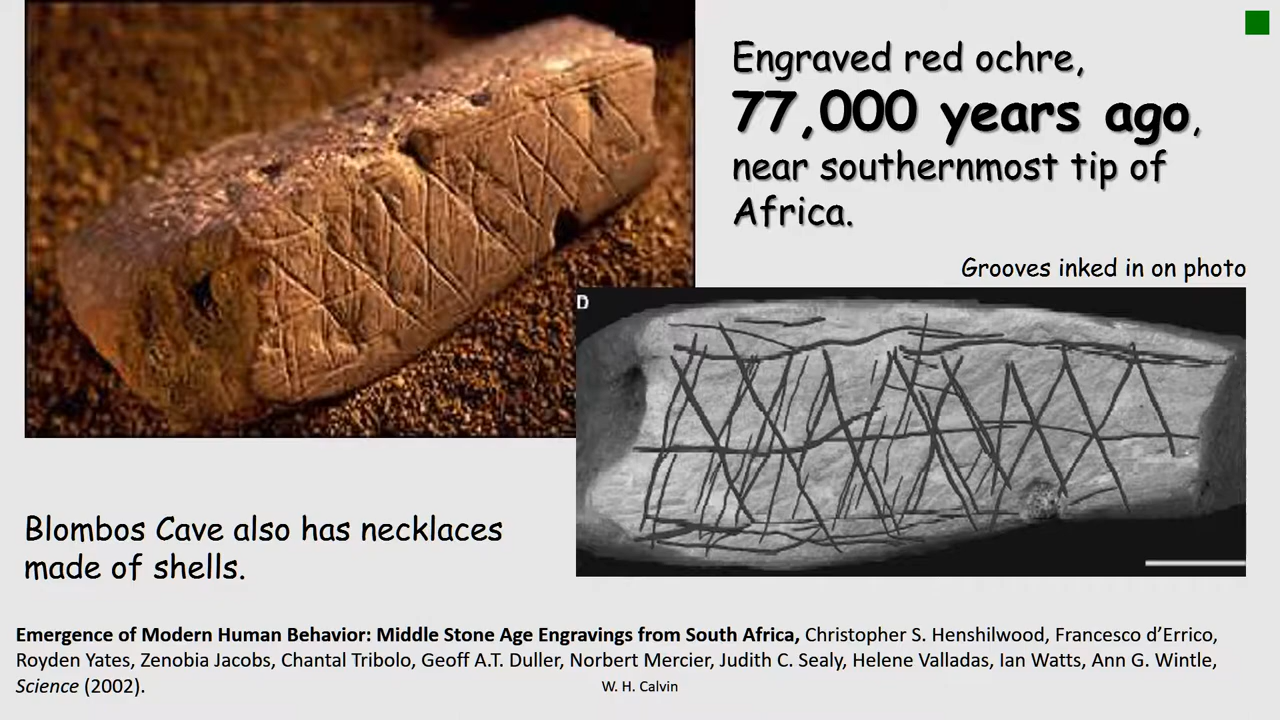 Engraved red ochre,
77,000 years ago,
near southernmost tip of
Africa.
Grooves inked in on photo
D
Blombos Cave also has necklaces
made of shells.
Emergence of Modern Human Behavior: Middle Stone Age Engravings from South Africa, Christopher S. Henshilwood, Francesco d’Errico,
Royden Yates, Zenobia Jacobs, Chantal Tribolo, Geoff A.T. Duller, Norbert Mercier, Judith C. Sealy, Helene Valladas, Ian Watts, Ann G. Wintle,
Science (2002).
W. H. Calvin